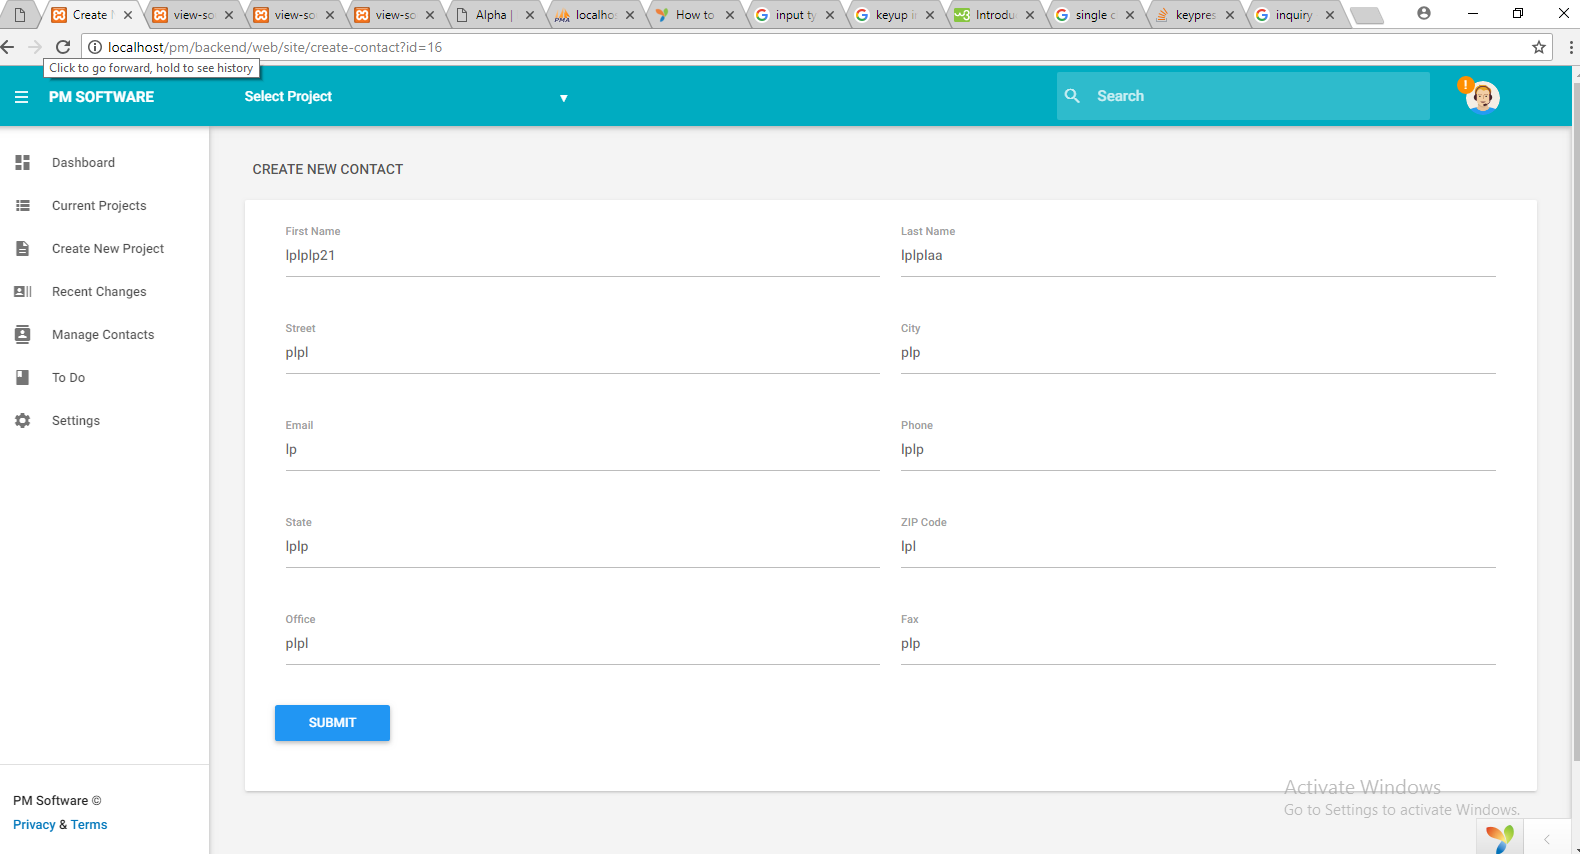 Create N
view-so
view-so
view-so
Alpha |
localhos
How to
input ty
keyup in
Introdu
single c
keypres
inquiry
localhost/pm/backend/web/site/create-contact?id=16
Click to go forward, hold to see history
PM SOFTWARE
Select Project
Search
!
Dashboard
Current Projects
Create New Project
Recent Changes
Manage Contacts
To Do
Settings
CREATE NEW CONTACT
First Name
lplplp21
Last Name
lplplaa
Street
plpl
City
plp
Email
lp
Phone
lplp
State
lplp
ZIP Code
lpl
Office
plpl
Fax
plp
SUBMIT
PM Software ©
Privacy & Terms
Activate Windows
Go to Settings to activate Windows.